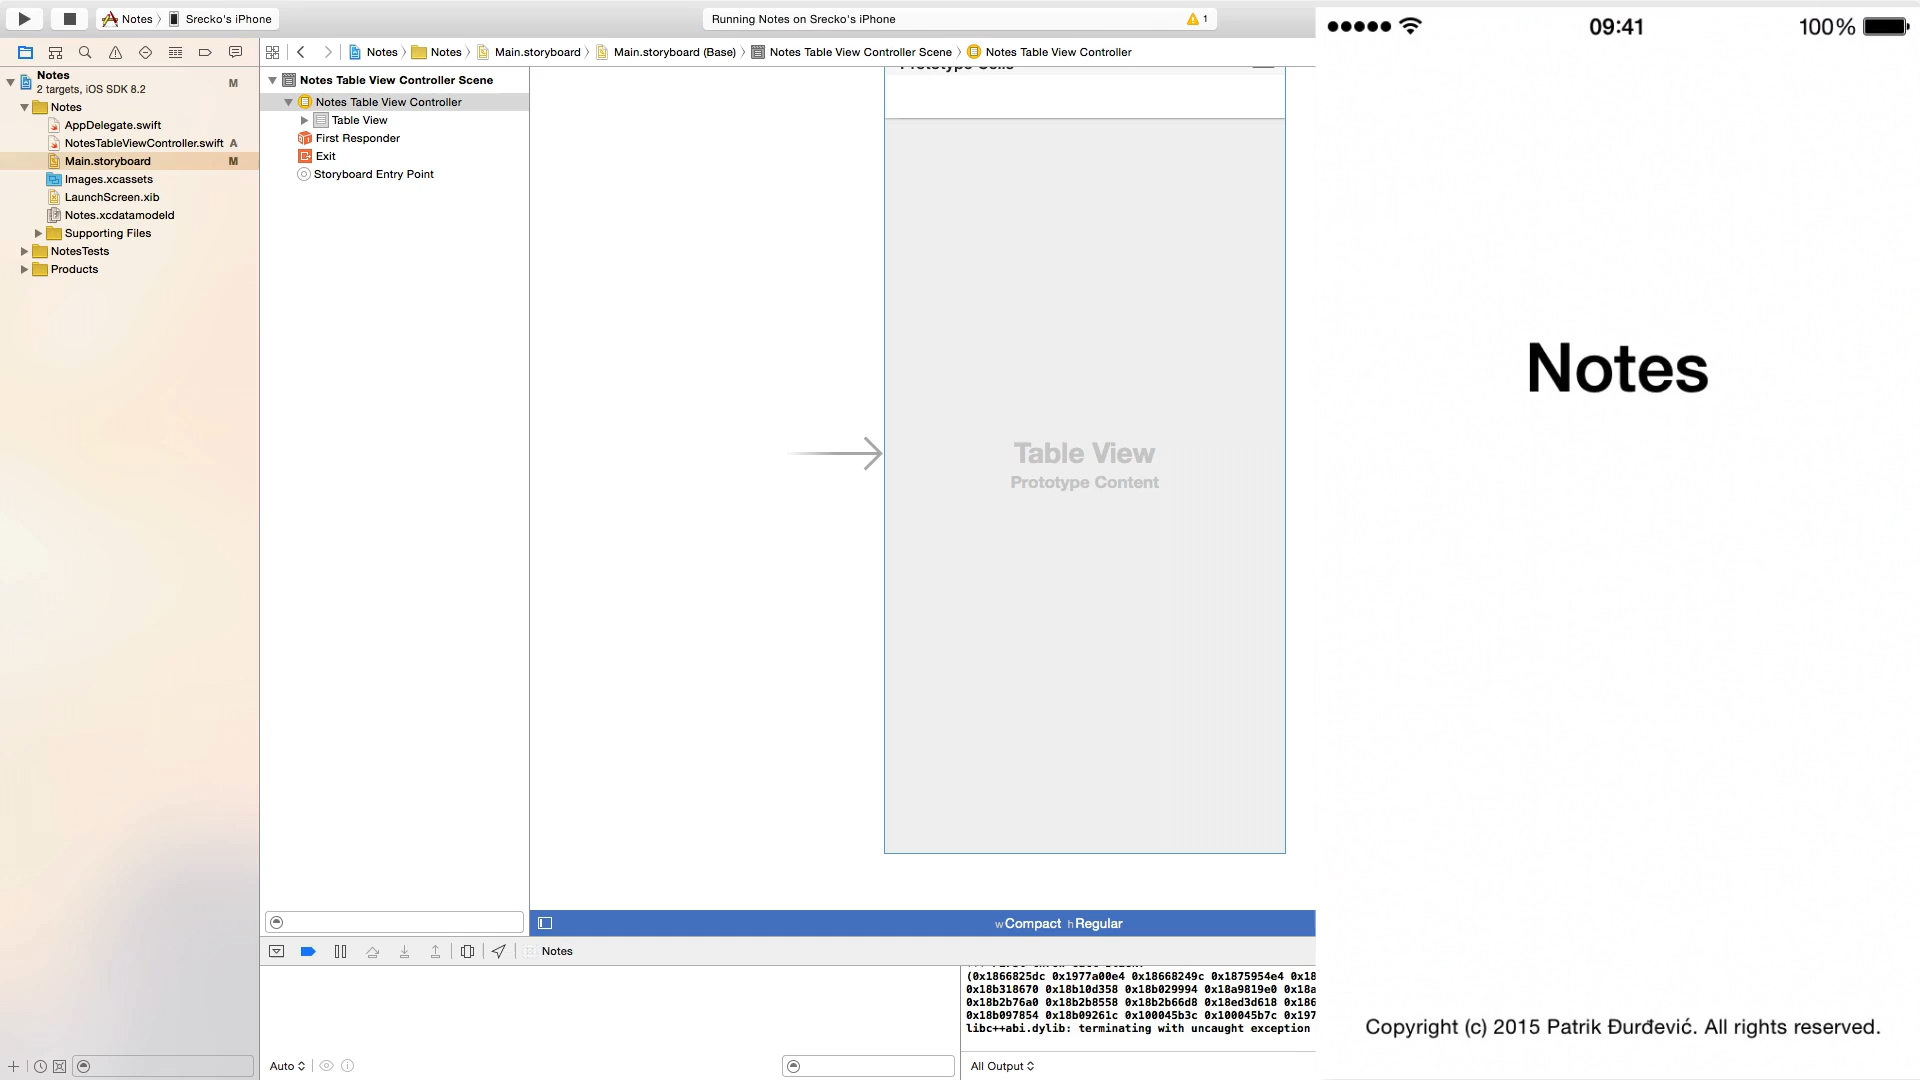 Notes 〉 Srecko's iPhone
Running Notes on Srecko's iPhone
1
Notes
2 targets, iOS SDK 8.2
M
Notes
AppDelegate.swift
NotesTableViewController.swift A
Main.storyboard M
Images.xcassets
LaunchScreen.xib
Notes.xcdatamodeld
Supporting Files
NotesTests
Products
Notes 〉 Notes 〉 Main.storyboard 〉 Main.storyboard (Base) 〉 Notes Table View Controller Scene 〉 Notes Table View Controller
Notes Table View Controller Scene
Notes Table View Controller
Table View
First Responder
Exit
Storyboard Entry Point
Prototype Cells
Table View
Prototype Content
wCompact hRegular
Notes
(0x1866825dc 0x1977a00e4 0x18668249c 0x1875954e4 0x18
0x18b318670 0x18b10d358 0x18b029994 0x18a9819e0 0x18a
0x18b2b76a0 0x18b2b8558 0x18b2b66d8 0x18ed3d618 0x186
0x18b097854 0x18b09261c 0x100045b3c 0x100045b7c 0x197
libc++abi.dylib: terminating with uncaught exception
Auto
All Output
09:41
100%
Notes
Copyright (c) 2015 Patrik Đurđević. All rights reserved.